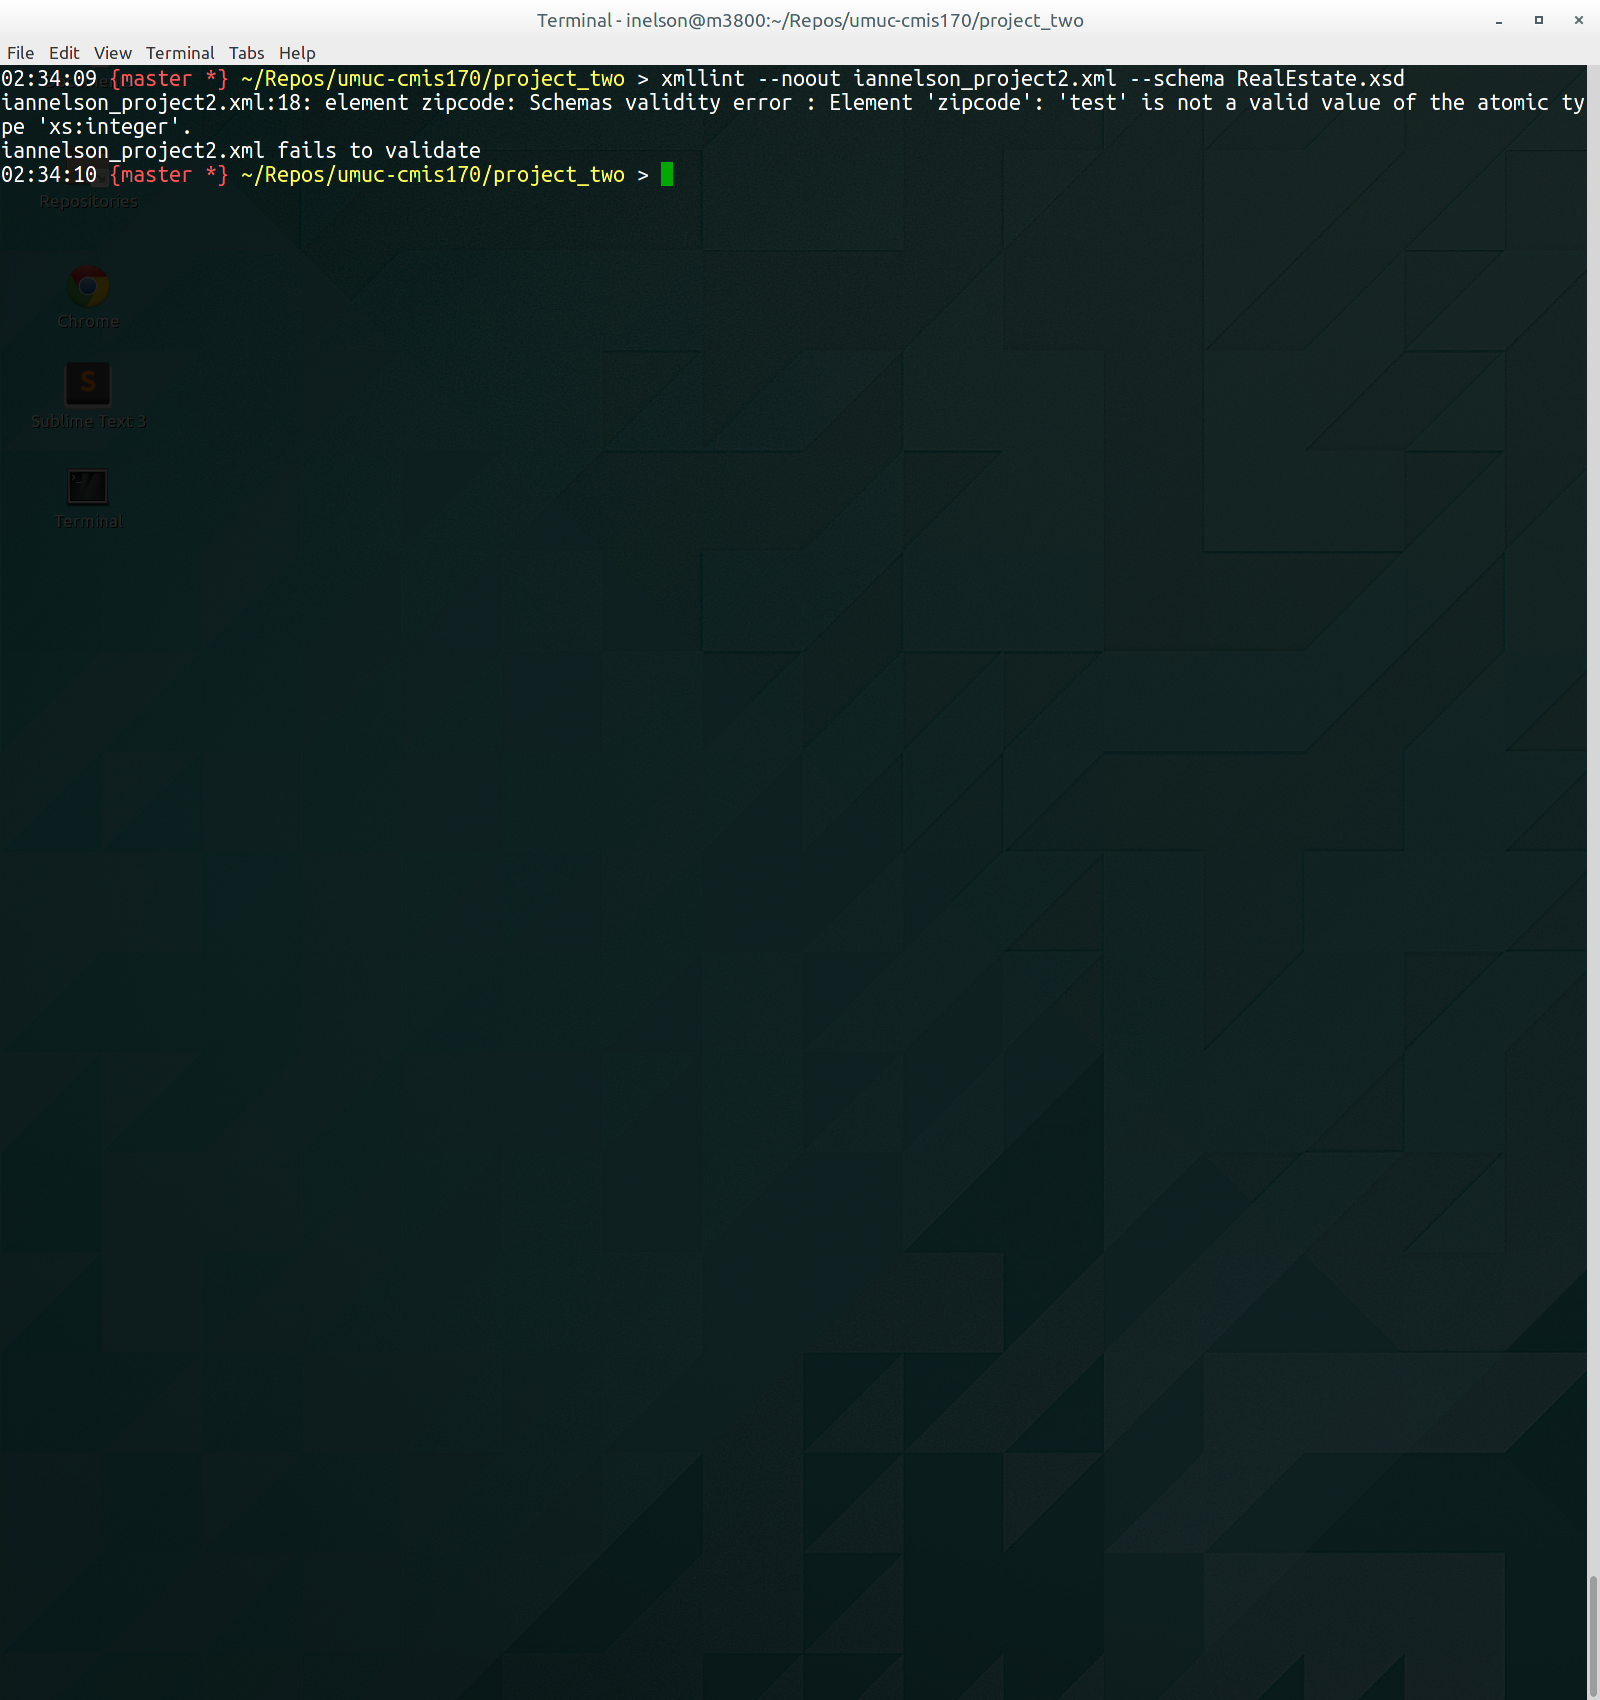 Terminal - inelson@m3800:~/Repos/umuc-cmis170/project_two
File Edit View Terminal Tabs Help
02:34:09 {master *} ~/Repos/umuc-cmis170/project_two > xmllint --noout iannelson_project2.xml --schema RealEstate.xsd
iannelson_project2.xml:18: element zipcode: Schemas validity error : Element 'zipcode': 'test' is not a valid value of the atomic ty
pe 'xs:integer'.
iannelson_project2.xml fails to validate
02:34:10 {master *} ~/Repos/umuc-cmis170/project_two >
Repositories
Chrome
S
Sublime Text 3
Terminal